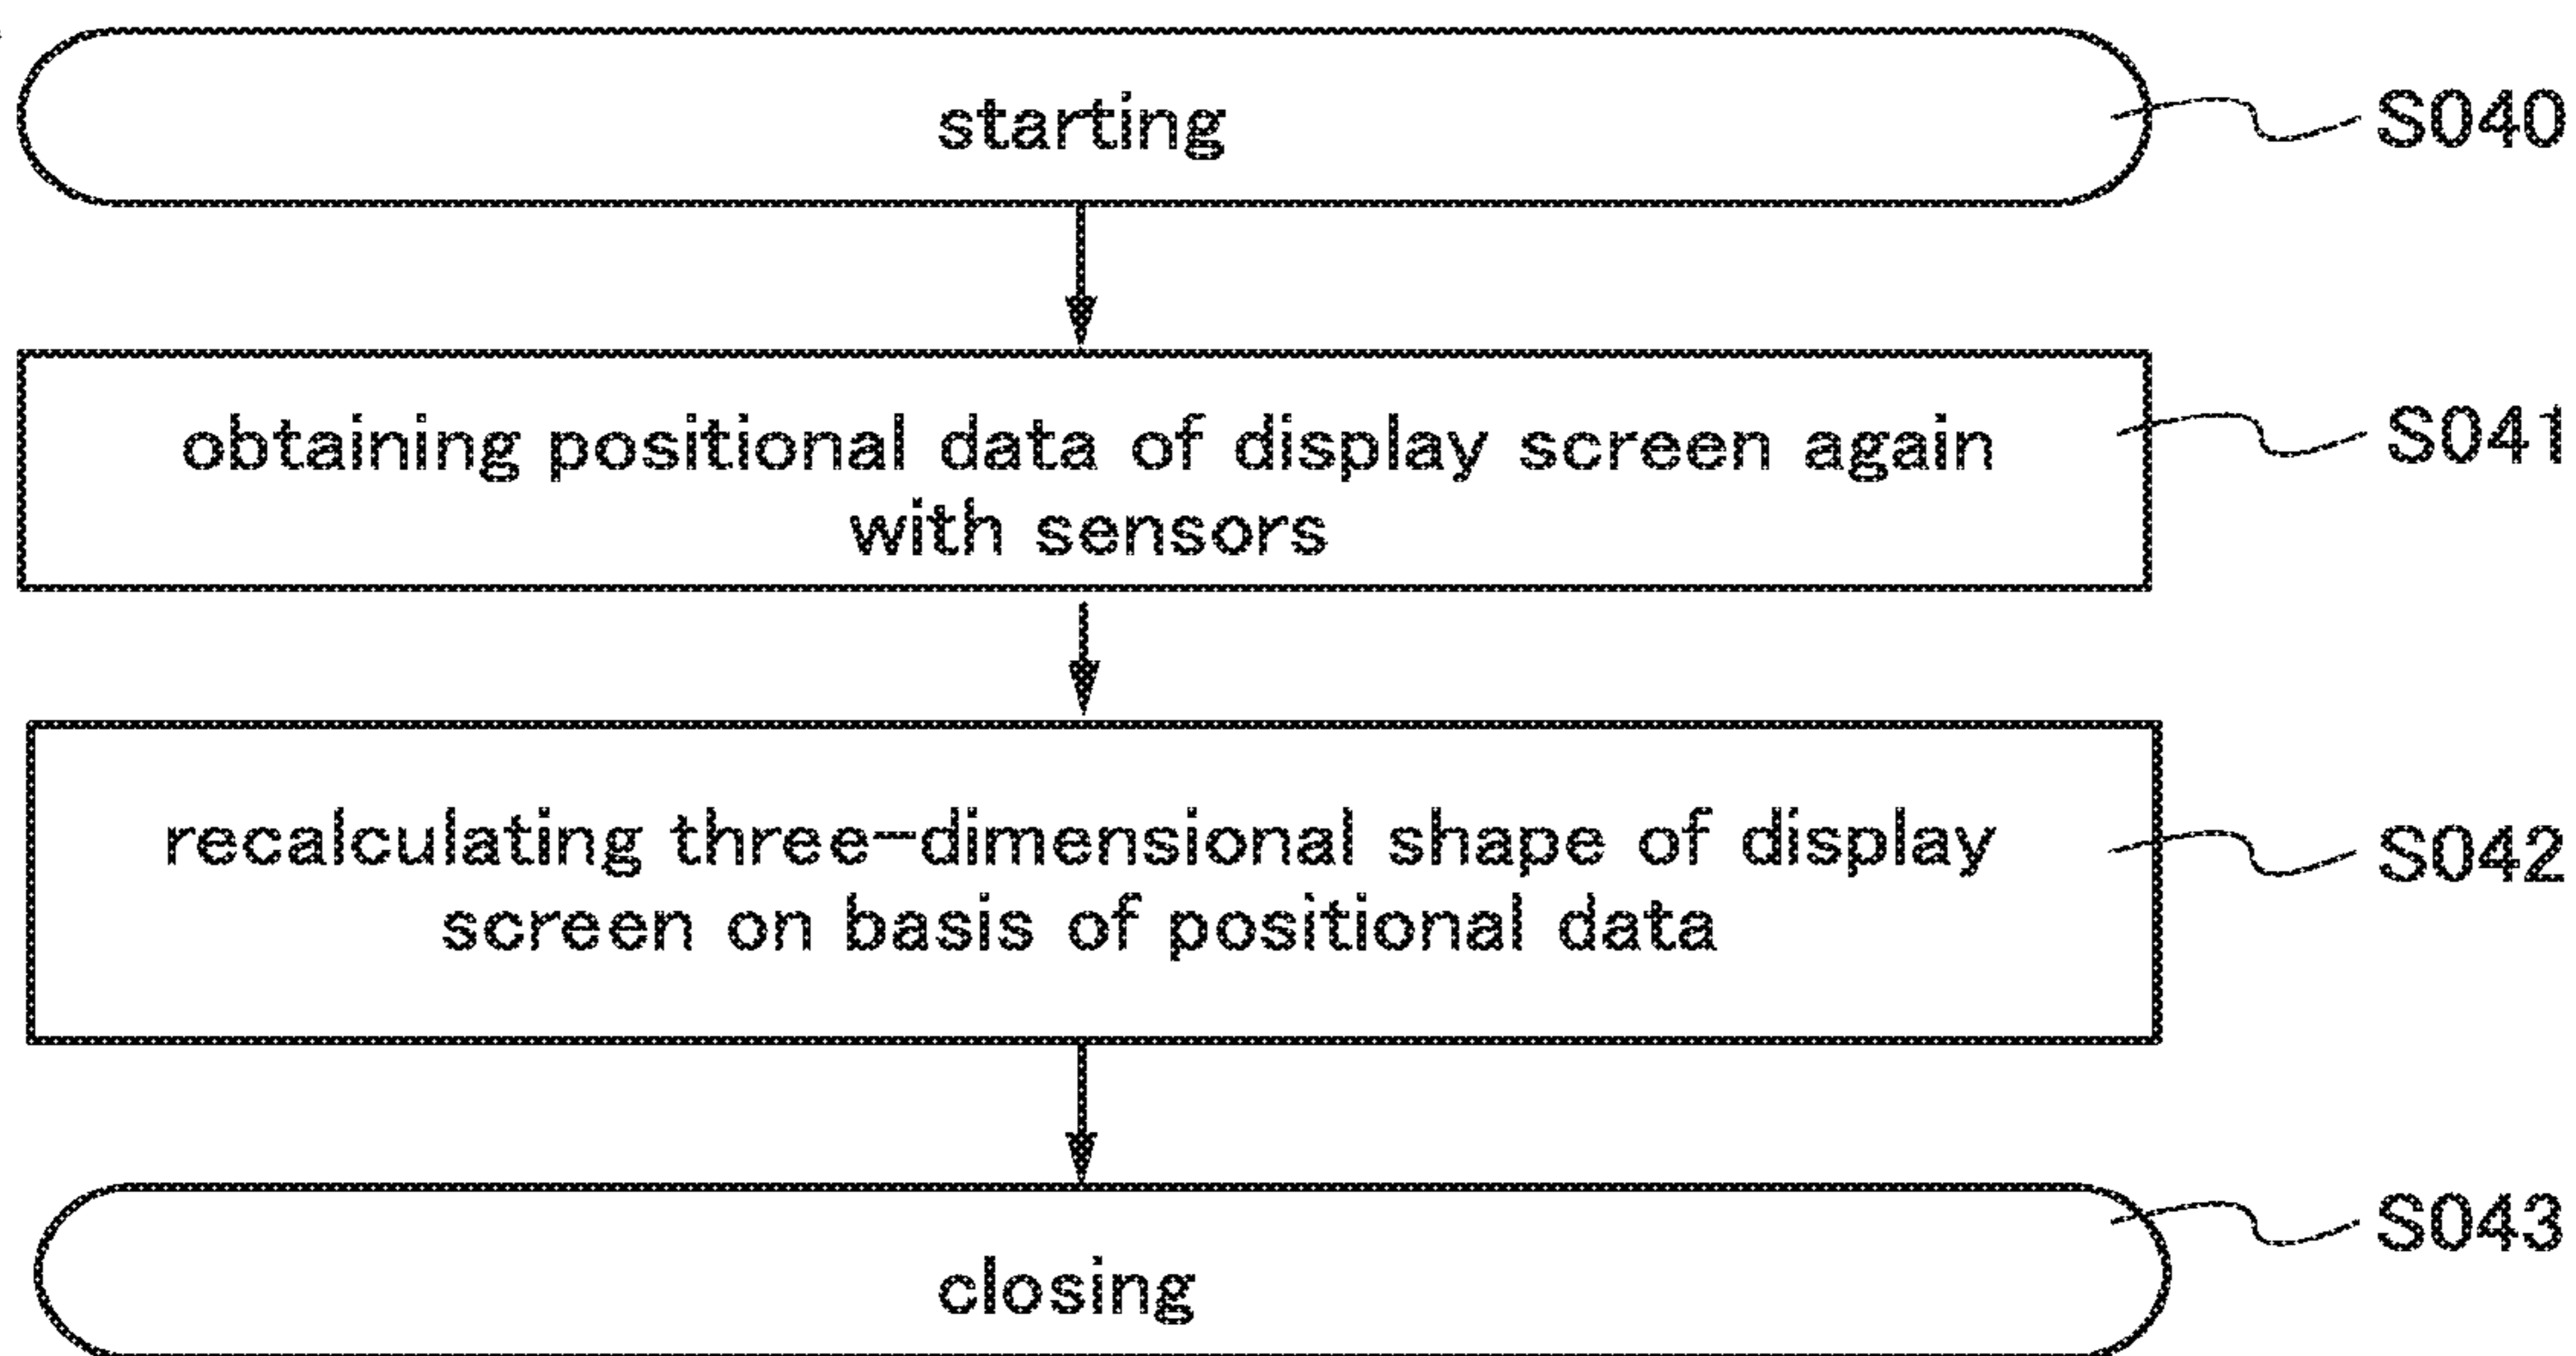 starting
S040
obtaining positional data of display screen again
with sensors
S041
recalculating three-dimensional shape of display
screen on basis of positional data
S042
closing
S043